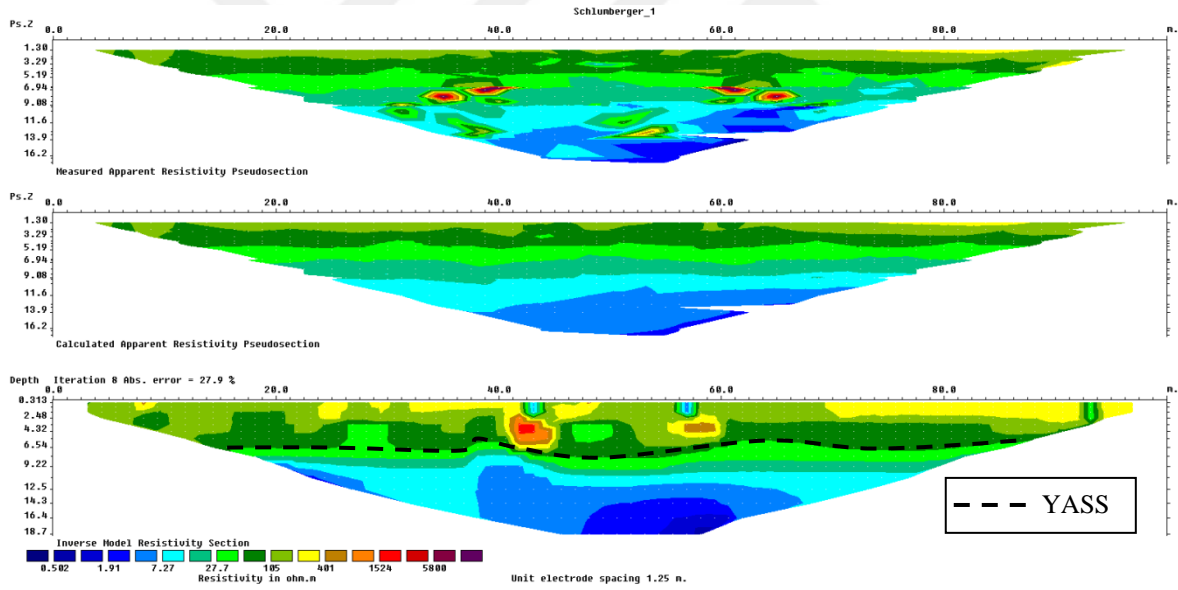 Schlumberger_1
Ps.Z 0.0 20.0 40.0 60.0 80.0 m.
1.30
3.29
5.19
6.94
9.08
11.6
13.9
16.2
Measured Apparent Resistivity Pseudosection
Ps.Z 0.0 20.0 40.0 60.0 80.0 m.
1.30
3.29
5.19
6.94
9.08
11.6
13.9
16.2
Calculated Apparent Resistivity Pseudosection
Depth Iteration 8 Abs. error = 27.9 %
0.0 20.0 40.0 60.0 80.0 m.
0.313
2.48
4.32
6.54
9.22
12.5
14.3
16.4
18.7
YASS
Inverse Model Resistivity Section
0.502 1.91 7.27 27.7 105 401 1524 5800
Resistivity in ohm.m Unit electrode spacing 1.25 m.